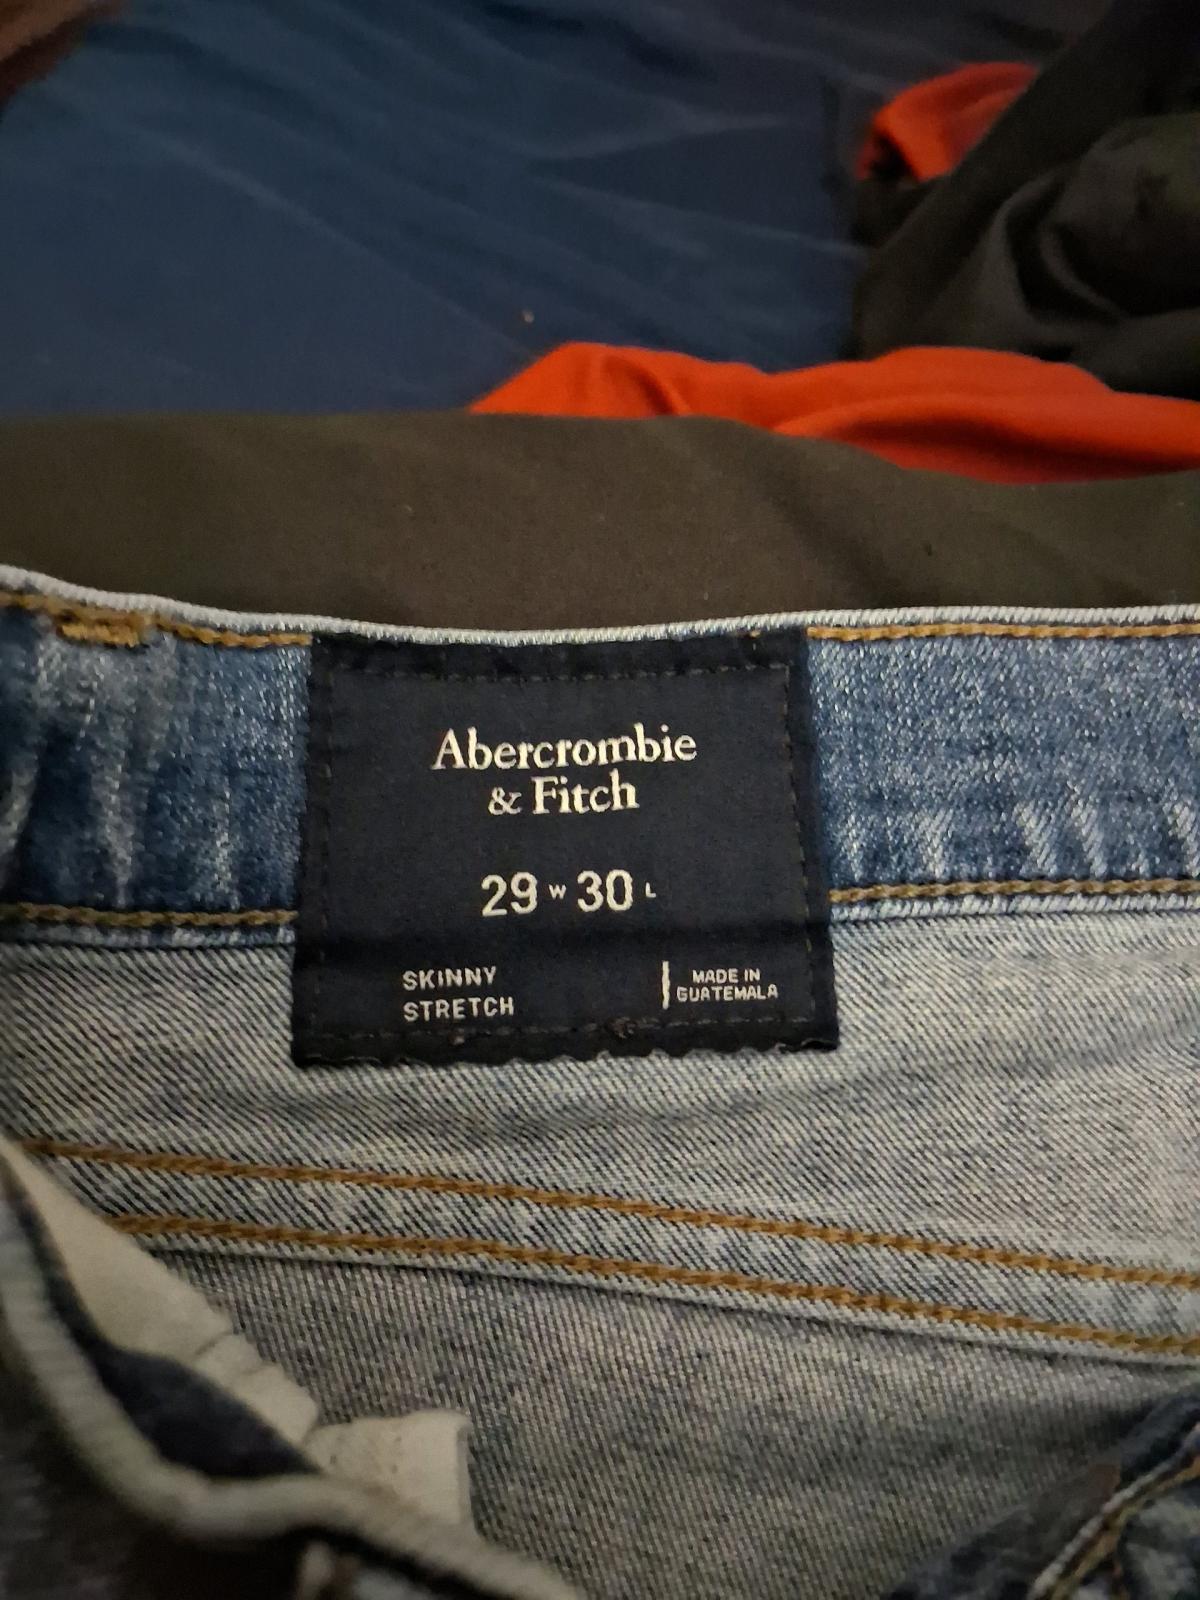 Abercrombie
& Fitch
29 W 30 L
SKINNY
STRETCH
MADE IN
GUATEMALA